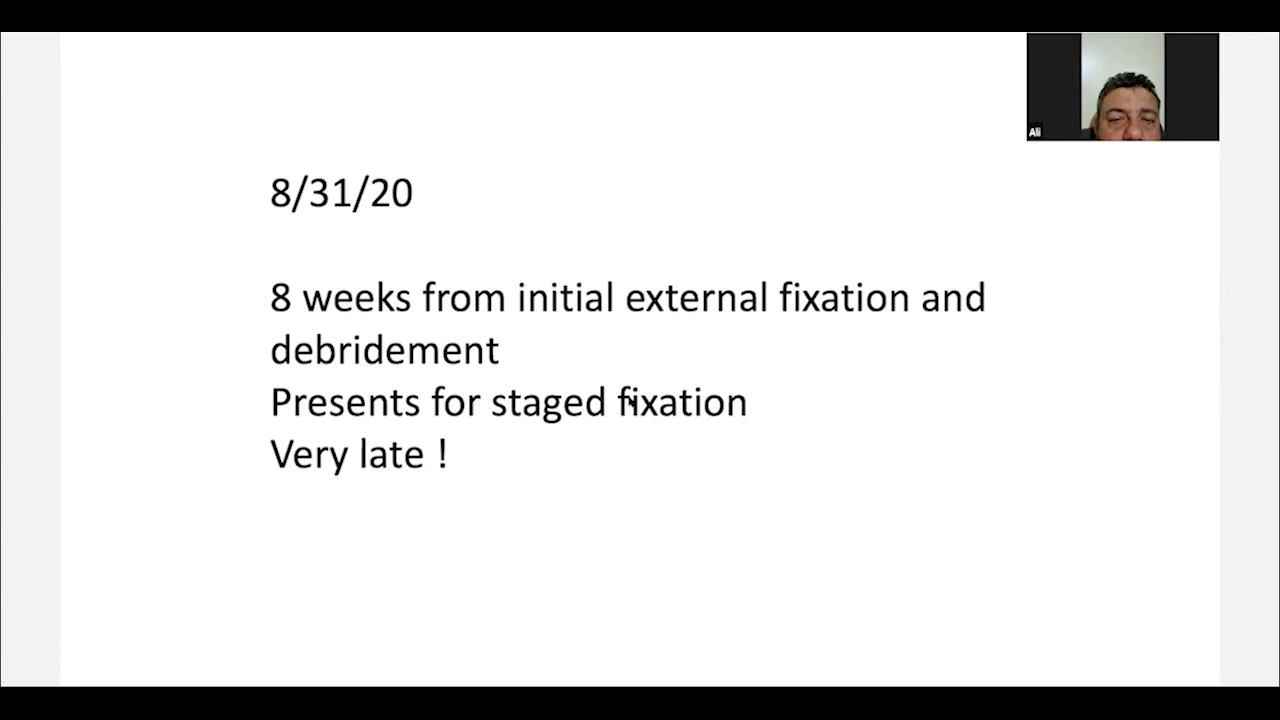 Ali
8/31/20
8 weeks from initial external fixation and
debridement
Presents for staged fixation
Very late !